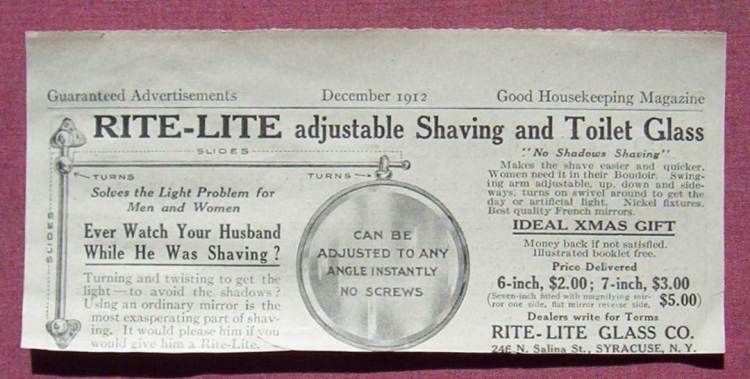 Guaranteed Advertisements December 1912 Good Housekeeping Magazine
RITE-LITE adjustable Shaving and Toilet Glass
SLIDES
TURNS
TURNS
SLIDES
Solves the Light Problem for
Men and Women
Ever Watch Your Husband
While He Was Shaving?
Turning and twisting to get the
light—to avoid the shadows?
Using an ordinary mirror is the
most exasperating part of shav-
ing. It would please him if you
would give him a Rite-Lite.
CAN BE
ADJUSTED TO ANY
ANGLE INSTANTLY
NO SCREWS
"No Shadows Shaving"
Makes the shave easier and quicker.
Women need it in their Boudoir. Swing-
ing arm adjustable, up, down and side-
ways, turns on swivel around to get the
day or artificial light. Nickel fixtures.
Best quality French mirrors.
IDEAL XMAS GIFT
Money back if not satisfied.
Illustrated booklet free.
Price Delivered
6-inch, $2.00; 7-inch, $3.00
(Seven-inch fitted with magnifying mir-
ror one side, flat mirror reverse side. $5.00)
Dealers write for Terms
RITE-LITE GLASS CO.
246 N. Salina St., SYRACUSE, N. Y.